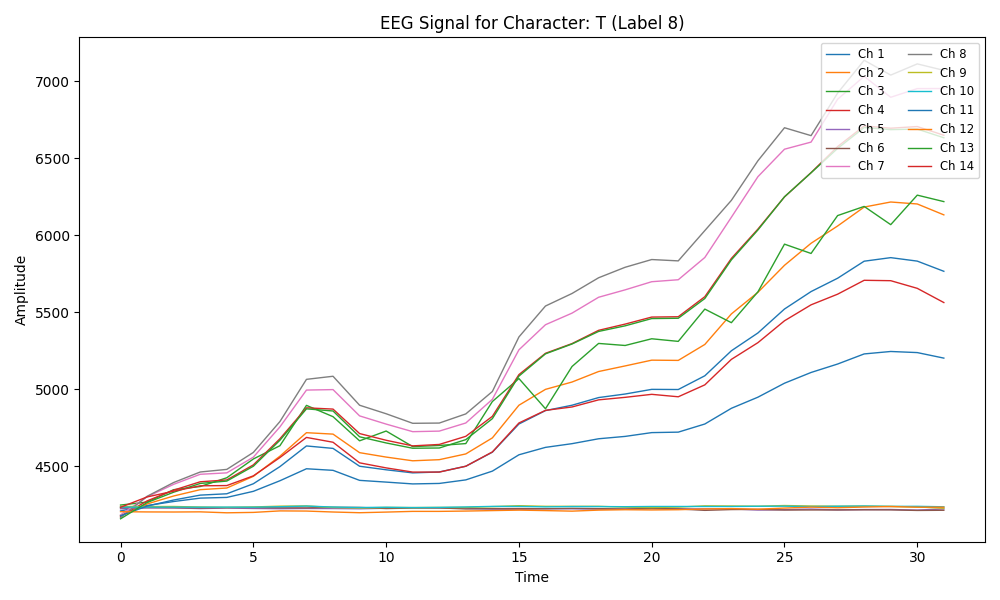 EEG Signal for Character: T (Label 8)
Amplitude
7000
6500
6000
5500
5000
4500
0 5 10 15 20 25 30
Time
Ch 1 Ch 8
Ch 2 Ch 9
Ch 3 Ch 10
Ch 4 Ch 11
Ch 5 Ch 12
Ch 6 Ch 13
Ch 7 Ch 14